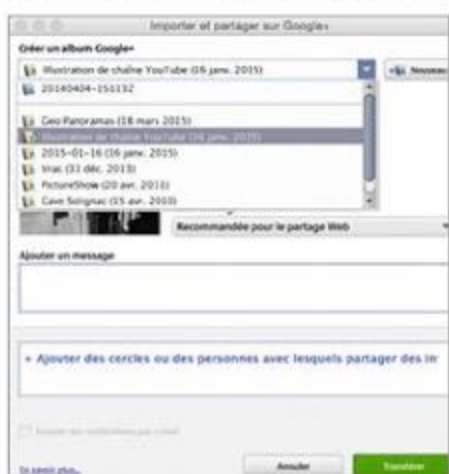 Importer et partager sur Google+
Créer un album Google+
Illustration de chaîne YouTube (16 janv. 2015)
Nouveau
20140404-151132
Geo Panoramas (18 mars 2015)
Illustration de chaîne YouTube (16 janv. 2015)
2015-01-16 (16 janv. 2015)
Vrac (31 déc. 2013)
PictureShow (20 avr. 2011)
Cave Solignac (15 avr. 2010)
Recommandée pour le partage Web
Ajouter un message
+ Ajouter des cercles ou des personnes avec lesquels partager des im
En savoir plus...
Annuler
Transférer